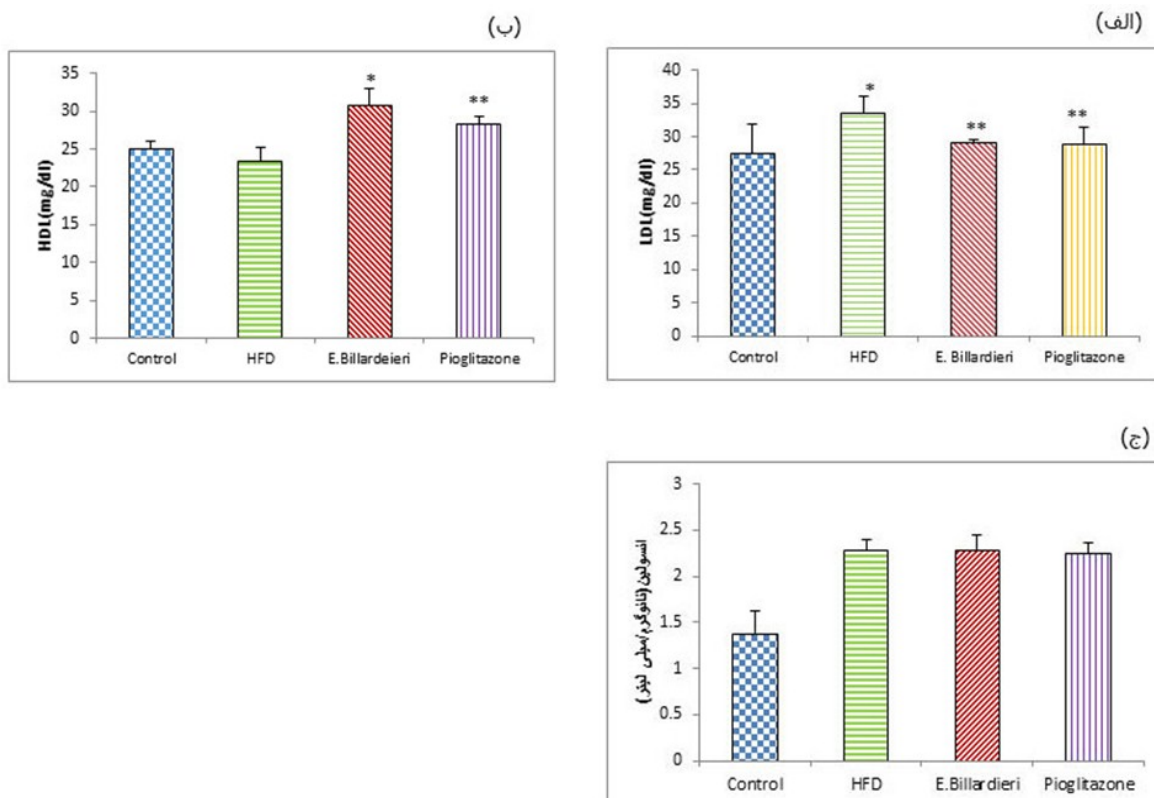 (الف)
LDL(mg/dl)
40
35
30
25
20
15
10
5
0
*
**
**
Control
HFD
E. Billardieri
Pioglitazone
(ب)
HDL(mg/dl)
35
30
25
20
15
10
5
0
*
**
Control
HFD
E.Billardeieri
Pioglitazone
(ج)
انسولین(نانوگرم/میلی لیتر)
3
2.5
2
1.5
1
0.5
0
Control
HFD
E.Billardieri
Pioglitazone